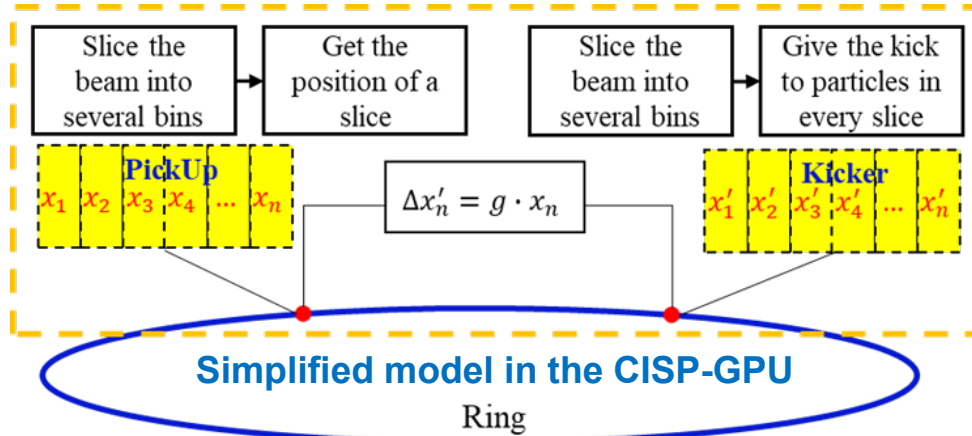 Slice the
beam into
several bins
Get the
position of a
slice
Slice the
beam into
several bins
Give the kick
to particles in
every slice
PickUp
x₁ x₂ x₃ x₄ ... xₙ
Δx′ₙ = g · xₙ
Kicker
x′₁ x′₂ x′₃ x′₄ ... x′ₙ
Simplified model in the CISP-GPU
Ring